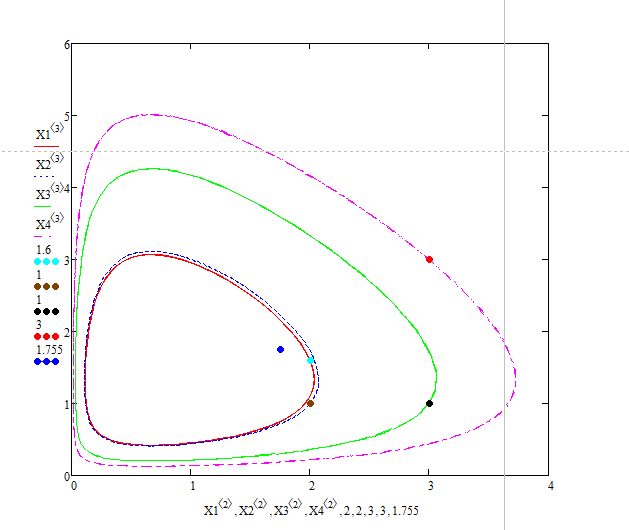 6
5
X1⟨3⟩
X2⟨3⟩
4
X3⟨3⟩
X4⟨3⟩
1.6
3
1
1
2
3
1.755
1
0
0 1 2 3 4
X1⟨2⟩ , X2⟨2⟩ , X3⟨2⟩ , X4⟨2⟩ , 2 , 2 , 3 , 3 , 1.755